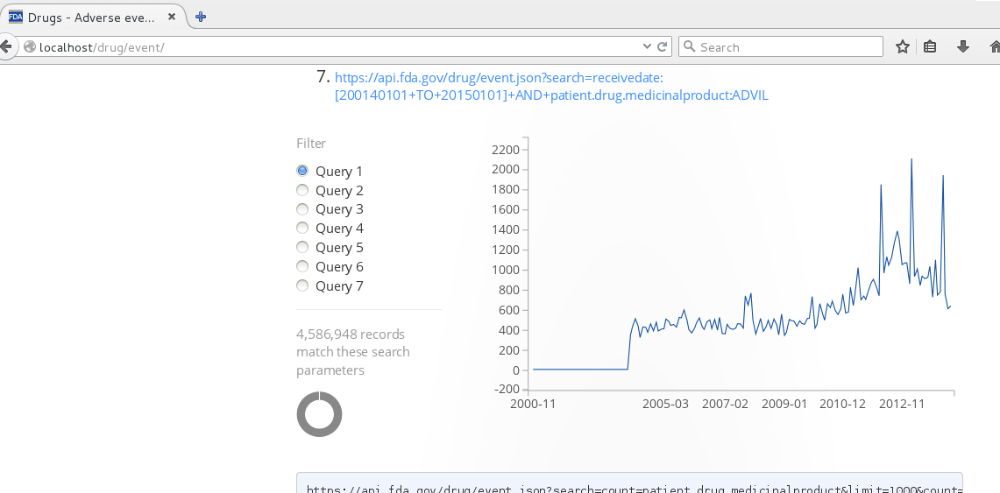 FDA Drugs - Adverse eve...
localhost/drug/event/
Search
7. https://api.fda.gov/drug/event.json?search=receivedate:
[200140101+TO+20150101]+AND+patient.drug.medicinalproduct:ADVIL
Filter
Query 1
Query 2
Query 3
Query 4
Query 5
Query 6
Query 7
4,586,948 records
match these search
parameters
2200
2000
1800
1600
1400
1200
1000
800
600
400
200
0
-200
2000-11 2005-03 2007-02 2009-01 2010-12 2012-11
https://api.fda.gov/drug/event.json?search=count=patient.drug.medicinalproduct&limit=1000&count=